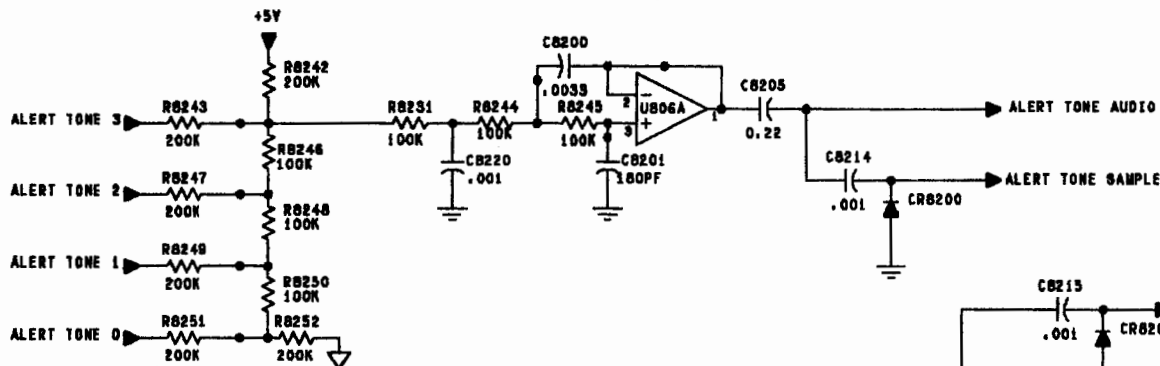 +5V
R8242
200K
ALERT TONE 3
R8243
200K
R8246
100K
ALERT TONE 2
R8247
200K
R8248
100K
ALERT TONE 1
R8249
200K
R8250
100K
ALERT TONE 0
R8251
200K
R8252
200K
R8231
100K
C8220
.001
R8244
100K
C8200
.0033
R8245
100K
C8201
180PF
2
3
U806A
1
C8205
0.22
ALERT TONE AUDIO
C8214
.001
CR8200
ALERT TONE SAMPLE
C8215
.001